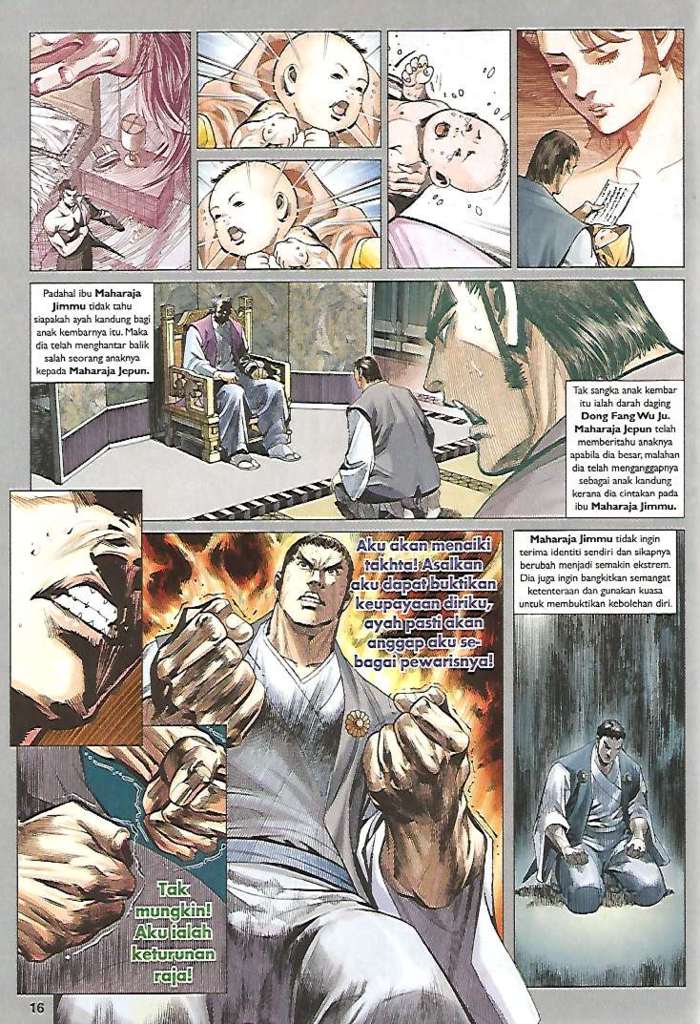 Padahal ibu Maharaja
Jimmu tidak tahu
siapakah ayah kandung bagi
anak kembarnya itu. Maka
dia telah menghantar balik
salah seorang anaknya
kepada Maharaja Jepun.
Tak sangka anak kembar
itu ialah darah daging
Dong Fang Wu Ju.
Maharaja Jepun telah
memberitahu anaknya
apabila dia besar, malahan
dia telah menganggapnya
sebagai anak kandung
kerana dia cintakan pada
ibu Maharaja Jimmu.
Aku akan menaiki
takhta! Asalkan
aku dapat buktikan
keupayaan diriku,
ayah pasti akan
anggap aku se-
bagai pewarisnya!
Maharaja Jimmu tidak ingin
terima identiti sendiri dan sikapnya
berubah menjadi semakin ekstrem.
Dia juga ingin bangkitkan semangat
ketenteraan dan gunakan kuasa
untuk membuktikan kebolehan diri.
Tak
mungkin!
Aku ialah
keturunan
raja!
16